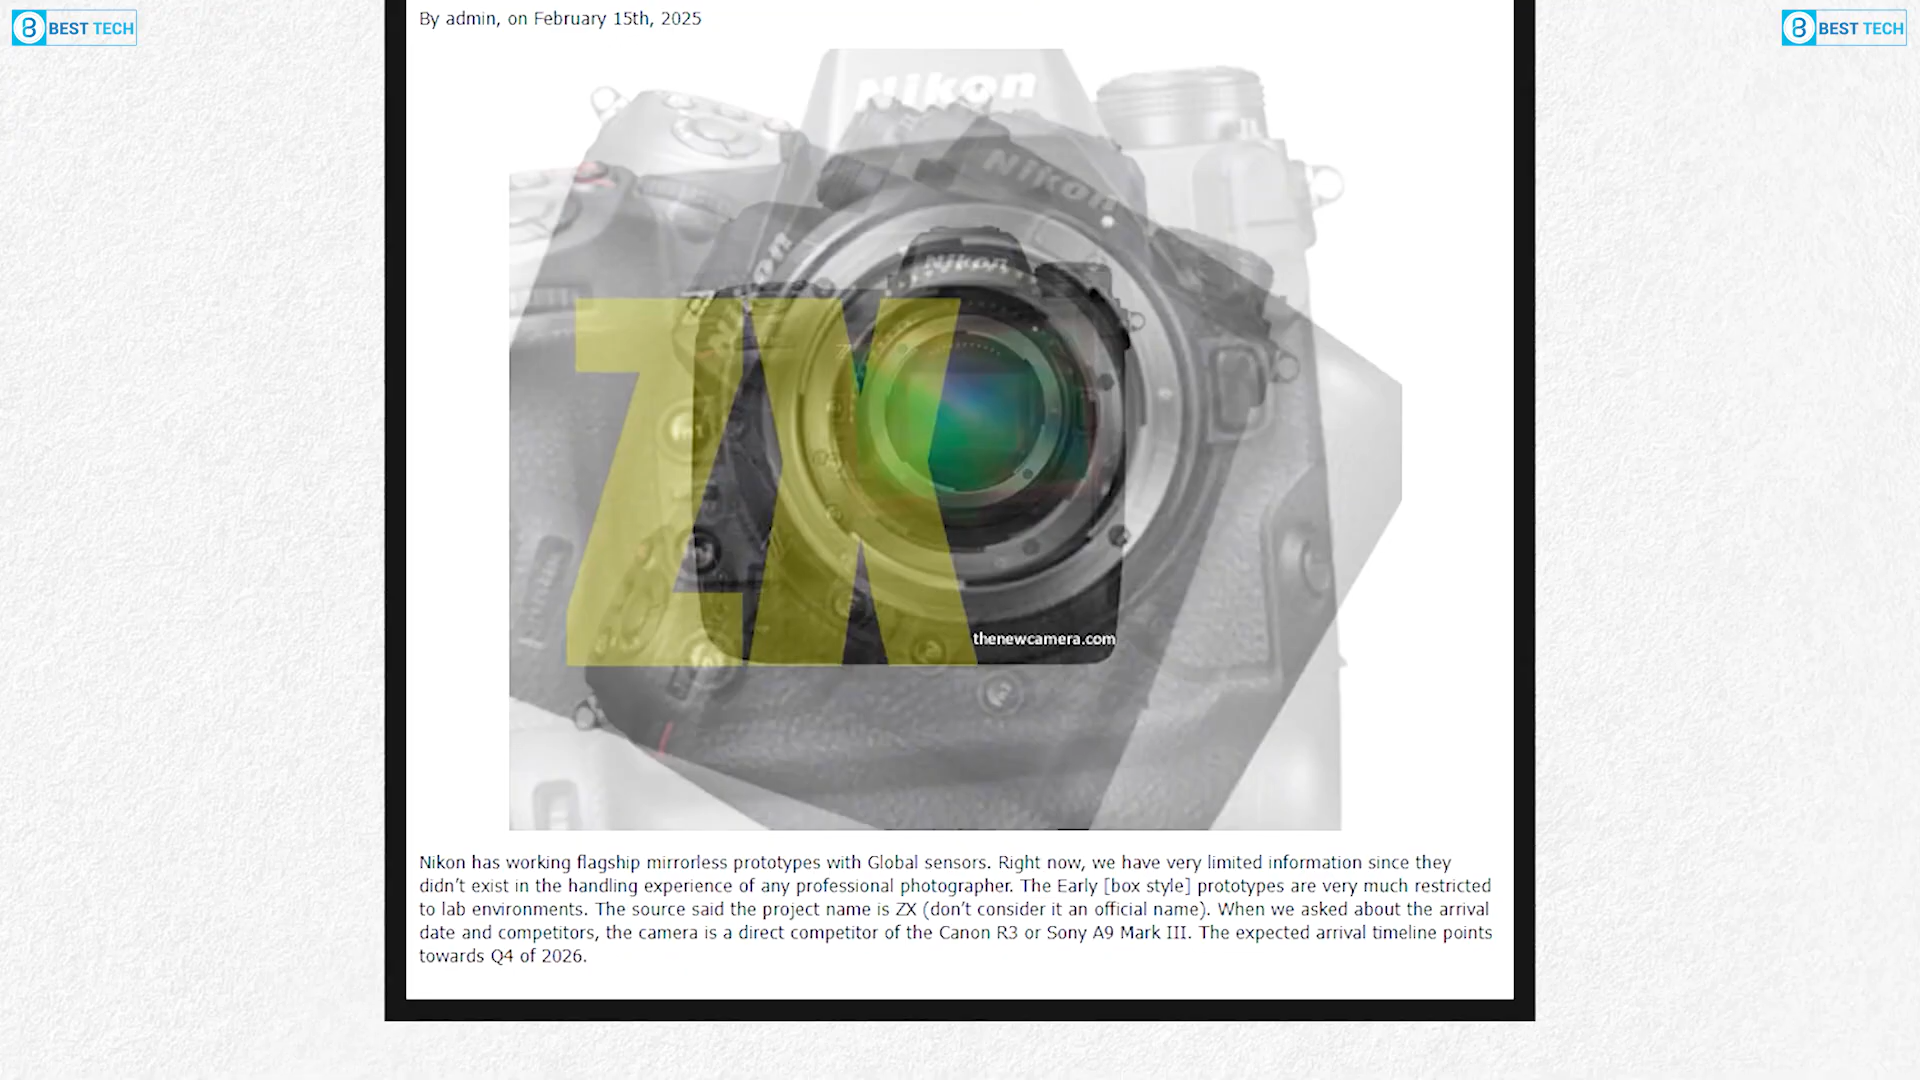 BEST TECH
BEST TECH
By admin, on February 15th, 2025
Nikon
Nikon
Nikon
ZX
thenewcamera.com
Nikon has working flagship mirrorless prototypes with Global sensors. Right now, we have very limited information since they
didn't exist in the handling experience of any professional photographer. The Early [box style] prototypes are very much restricted
to lab environments. The source said the project name is ZX (don't consider it an official name). When we asked about the arrival
date and competitors, the camera is a direct competitor of the Canon R3 or Sony A9 Mark III. The expected arrival timeline points
towards Q4 of 2026.